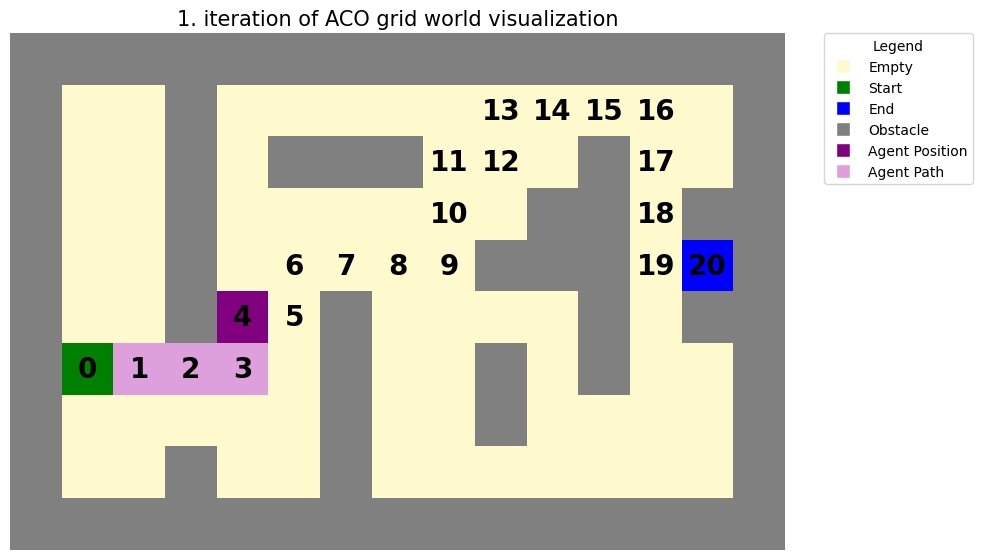 1. iteration of ACO grid world visualization
13 14 15 16
11 12 17
10 18
6 7 8 9 19 20
4 5
0 1 2 3
Legend
Empty
Start
End
Obstacle
Agent Position
Agent Path